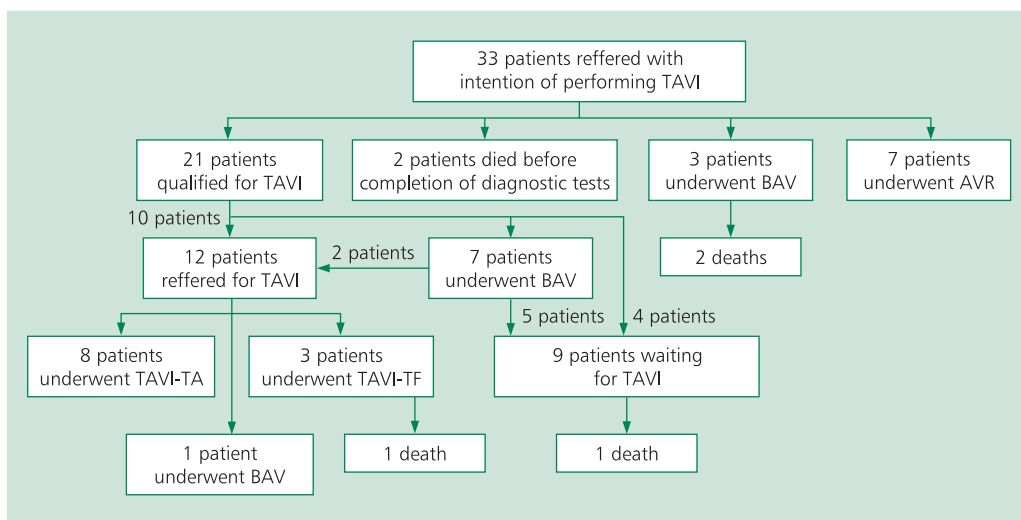 33 patients reffered with
intention of performing TAVI
21 patients
qualified for TAVI
2 patients died before
completion of diagnostic tests
3 patients
underwent BAV
7 patients
underwent AVR
10 patients
12 patients
reffered for TAVI
2 patients
7 patients
underwent BAV
2 deaths
5 patients
4 patients
8 patients
underwent TAVI-TA
3 patients
underwent TAVI-TF
9 patients waiting
for TAVI
1 patient
underwent BAV
1 death
1 death